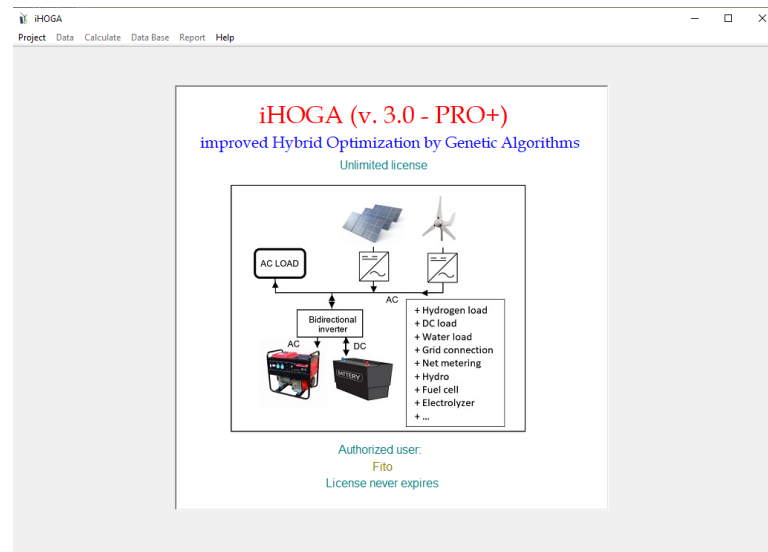 iHOGA
Project Data Calculate Data Base Report Help
iHOGA (v. 3.0 - PRO+)
improved Hybrid Optimization by Genetic Algorithms
Unlimited license
AC LOAD
AC
Bidirectional
inverter
AC
DC
BATTERY
+ Hydrogen load
+ DC load
+ Water load
+ Grid connection
+ Net metering
+ Hydro
+ Fuel cell
+ Electrolyzer
+ ...
Authorized user:
Fito
License never expires